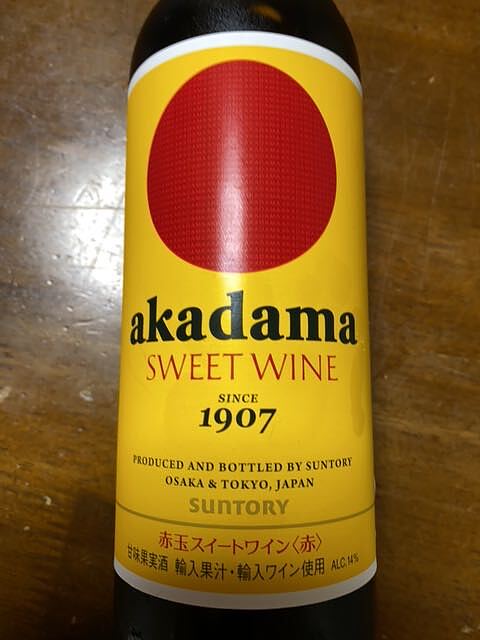 akadama
SWEET WINE
SINCE
1907
PRODUCED AND BOTTLED BY SUNTORY
OSAKA & TOKYO, JAPAN
SUNTORY
赤玉スイートワイン〈赤〉
甘味果実酒 輸入果汁・輸入ワイン使用 ALC.14%